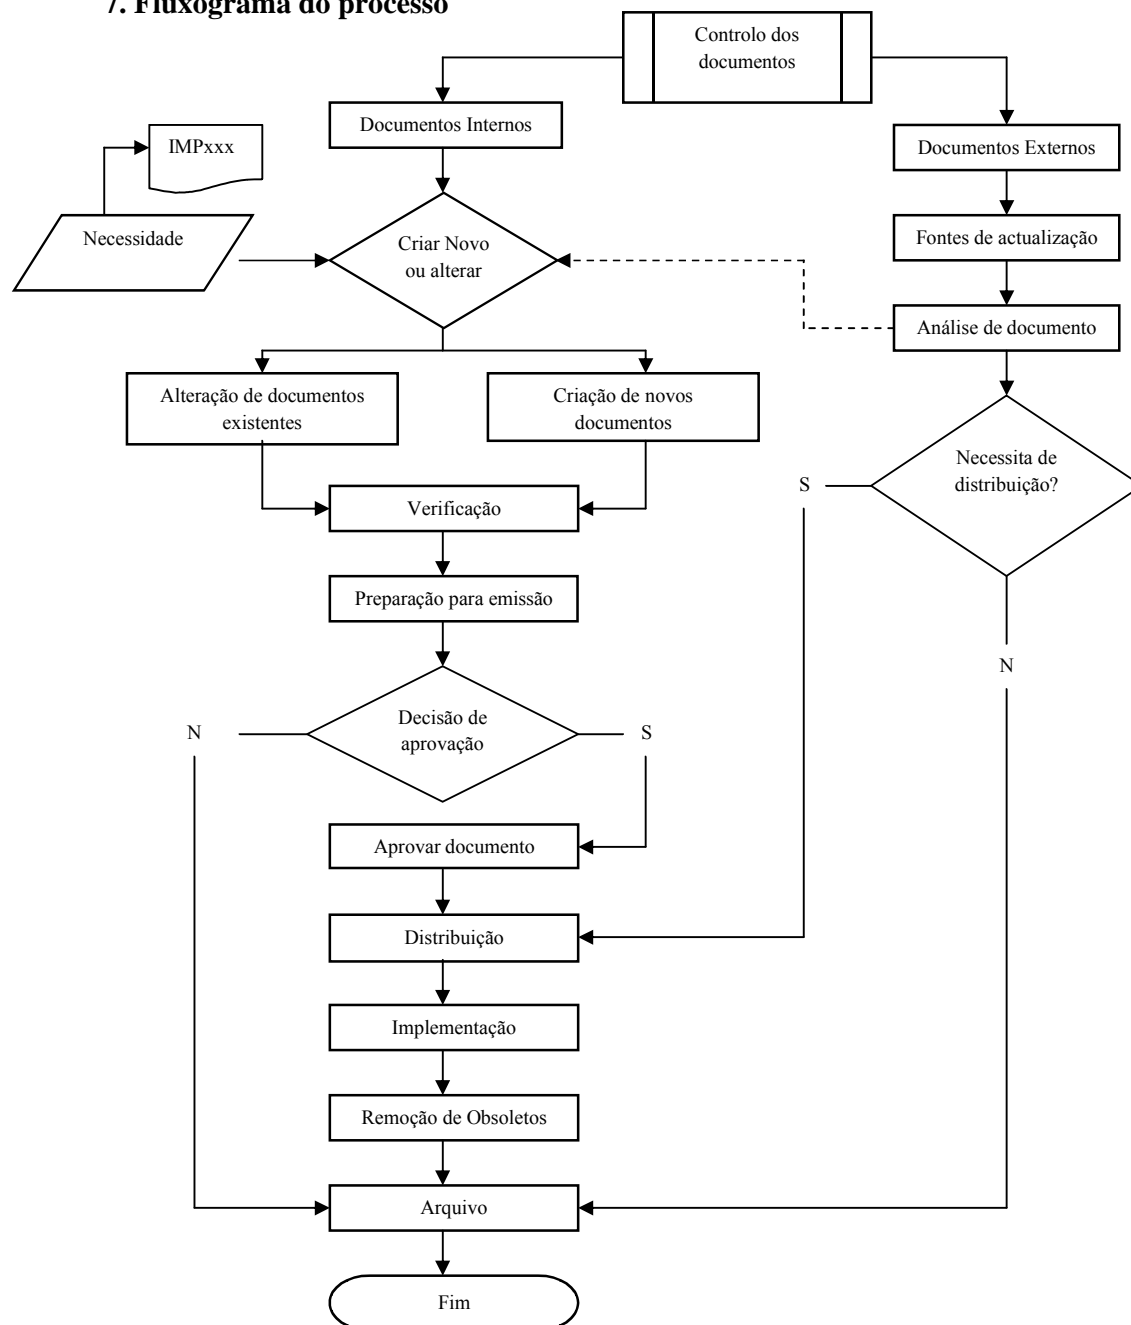 7. Fluxograma do processo
Controlo dos
documentos
Documentos Internos
IMPxxx
Documentos Externos
Necessidade
Criar Novo
ou alterar
Fontes de actualização
Análise de documento
Alteração de documentos
existentes
Criação de novos
documentos
Necessita de
distribuição?
S
Verificação
Preparação para emissão
N
Decisão de
aprovação
N
S
Aprovar documento
Distribuição
Implementação
Remoção de Obsoletos
Arquivo
Fim